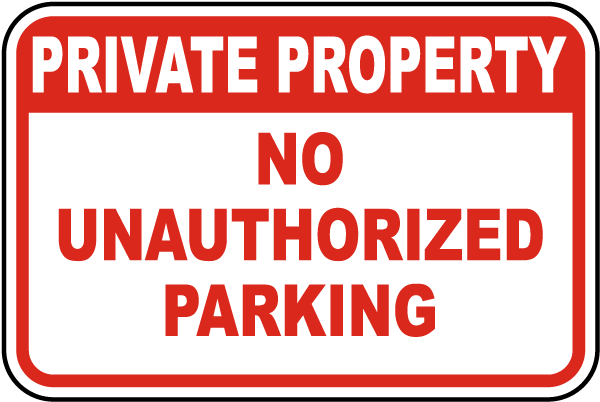 PRIVATE PROPERTY
NO
UNAUTHORIZED
PARKING